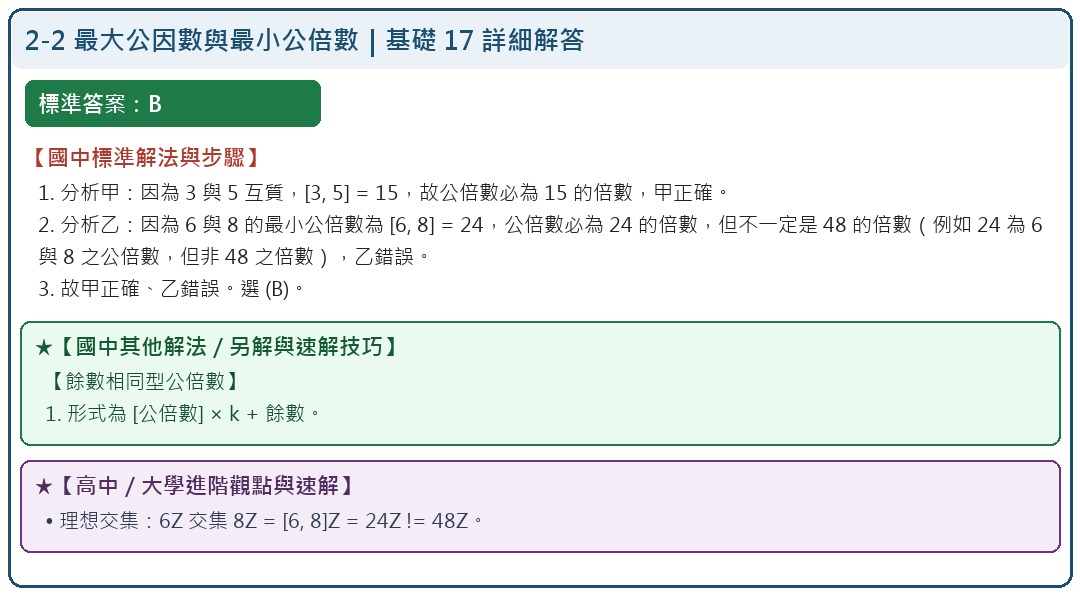 2-2 最大公因數與最小公倍數 | 基礎 17 詳細解答
標準答案：B
【國中標準解法與步驟】
1. 分析甲：因為 3 與 5 互質，[3, 5] = 15，故公倍數必為 15 的倍數，甲正確。
2. 分析乙：因為 6 與 8 的最小公倍數為 [6, 8] = 24，公倍數必為 24 的倍數，但不一定是 48 的倍數（例如 24 為 6
與 8 之公倍數，但非 48 之倍數），乙錯誤。
3. 故甲正確、乙錯誤。選 (B)。
★【國中其他解法 / 另解與速解技巧】
【餘數相同型公倍數】
1. 形式為 [公倍數] × k + 餘數。
★【高中 / 大學進階觀點與速解】
• 理想交集：6Z 交集 8Z = [6, 8]Z = 24Z != 48Z。